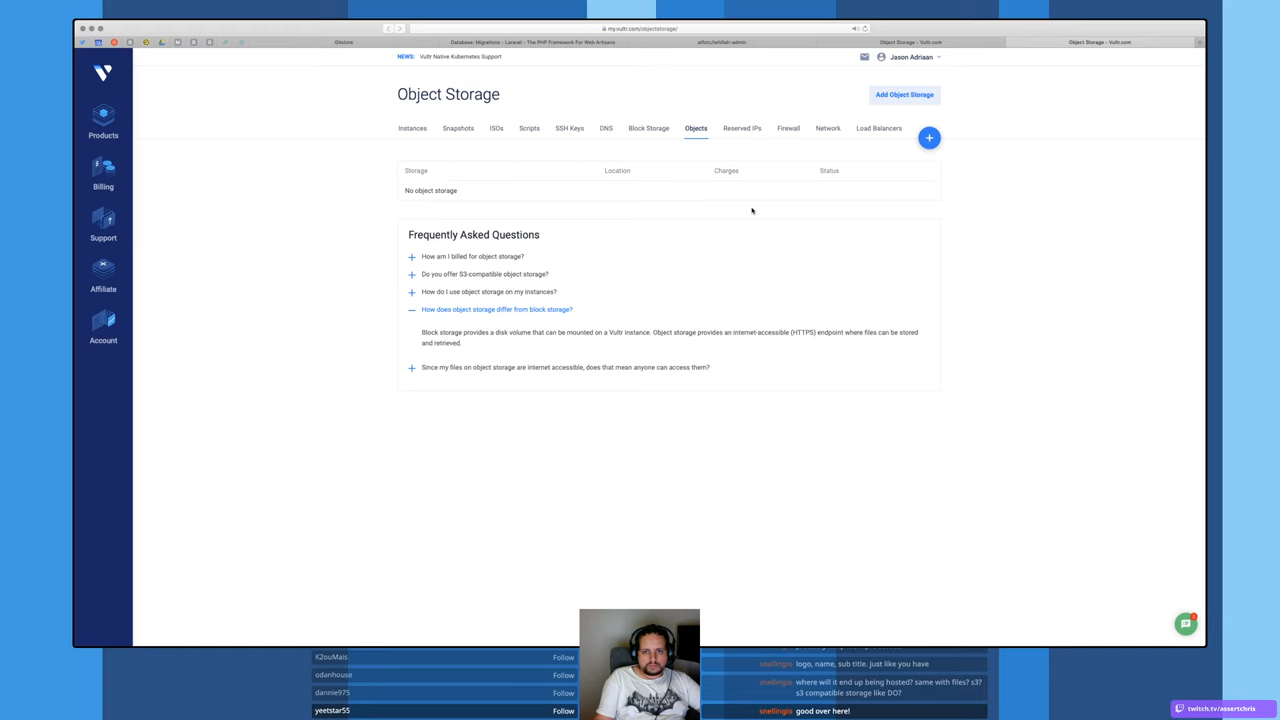 my.vultr.com/objectstorage/
Gitstore
Database: Migrations - Laravel - The PHP Framework For Web Artisans
Object Storage - Vultr.com
Object Storage - Vultr.com
NEWS: Vultr Native Kubernetes Support
Jason Adriaan
Object Storage
Add Object Storage
Products
Billing
Support
Affiliate
Account
Instances Snapshots ISOs Scripts SSH Keys DNS Block Storage Objects Reserved IPs Firewall Network Load Balancers
Storage Location Charges Status
No object storage
Frequently Asked Questions
How am I billed for object storage?
Do you offer S3-compatible object storage?
How do I use object storage on my instances?
How does object storage differ from block storage?
Block storage provides a disk volume that can be mounted on a Vultr instance. Object storage provides an internet-accessible (HTTPS) endpoint where files can be stored
and retrieved.
Since my files on object storage are internet accessible, does that mean anyone can access them?
K2ouMais Follow
odanhouse Follow
dannie975 Follow
yeetstar55 Follow
snellingio logo, name, sub title. just like you have
snellingio where will it end up being hosted? same with files? s3?
s3 compatible storage like DO?
snellingio good over here!
twitch.tv/assertchris